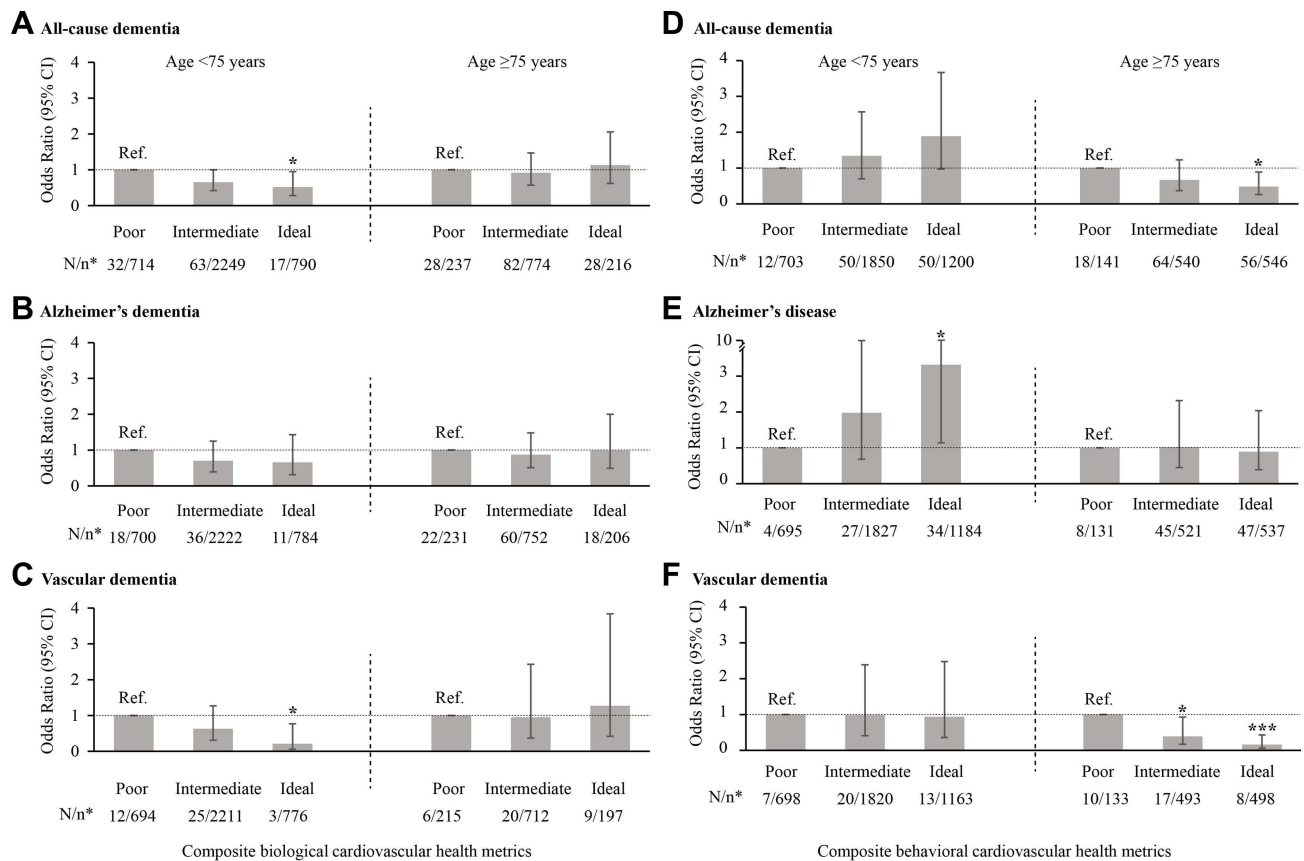 A All-cause dementia
Age <75 years
Age ≥75 years
Odds Ratio (95% CI)
4
3
2
1
0
Ref.
*
Ref.
Poor Intermediate Ideal Poor Intermediate Ideal
N/n* 32/714 63/2249 17/790 28/237 82/774 28/216
B Alzheimer's dementia
Odds Ratio (95% CI)
4
3
2
1
0
Ref.
Ref.
Poor Intermediate Ideal Poor Intermediate Ideal
N/n* 18/700 36/2222 11/784 22/231 60/752 18/206
C Vascular dementia
Odds Ratio (95% CI)
4
3
2
1
0
Ref.
*
Ref.
Poor Intermediate Ideal Poor Intermediate Ideal
N/n* 12/694 25/2211 3/776 6/215 20/712 9/197
Composite biological cardiovascular health metrics
D All-cause dementia
Age <75 years
Age ≥75 years
Odds Ratio (95% CI)
4
3
2
1
0
Ref.
Ref.
*
Poor Intermediate Ideal Poor Intermediate Ideal
N/n* 12/703 50/1850 50/1200 18/141 64/540 56/546
E Alzheimer's disease
Odds Ratio (95% CI)
10
3
2
1
0
Ref.
*
Ref.
Poor Intermediate Ideal Poor Intermediate Ideal
N/n* 4/695 27/1827 34/1184 8/131 45/521 47/537
F Vascular dementia
Odds Ratio (95% CI)
4
3
2
1
0
Ref.
Ref.
*
***
Poor Intermediate Ideal Poor Intermediate Ideal
N/n* 7/698 20/1820 13/1163 10/133 17/493 8/498
Composite behavioral cardiovascular health metrics